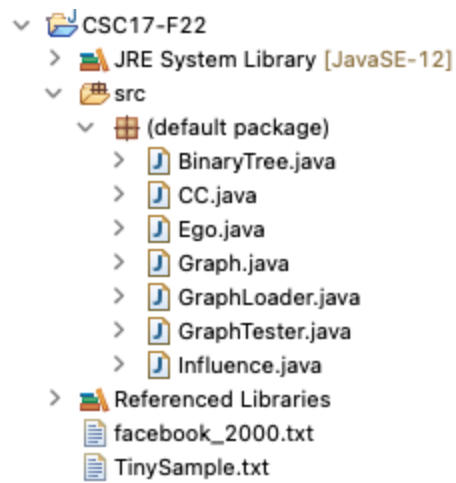 CSC17-F22
JRE System Library [JavaSE-12]
src
(default package)
J BinaryTree.java
J CC.java
J Ego.java
J Graph.java
J GraphLoader.java
J GraphTester.java
J Influence.java
Referenced Libraries
facebook_2000.txt
TinySample.txt